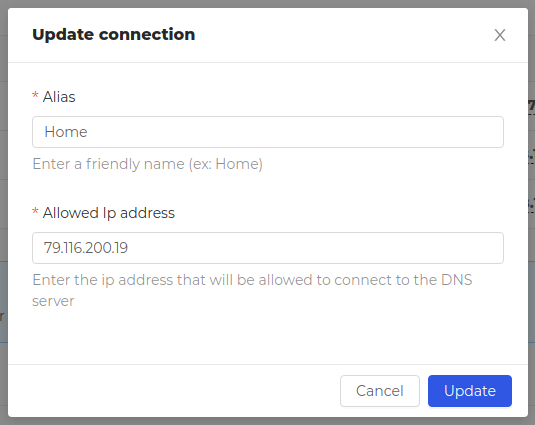 Update connection
* Alias
Home
Enter a friendly name (ex: Home)
* Allowed Ip address
79.116.200.19
Enter the ip address that will be allowed to connect to the DNS
server
Cancel
Update